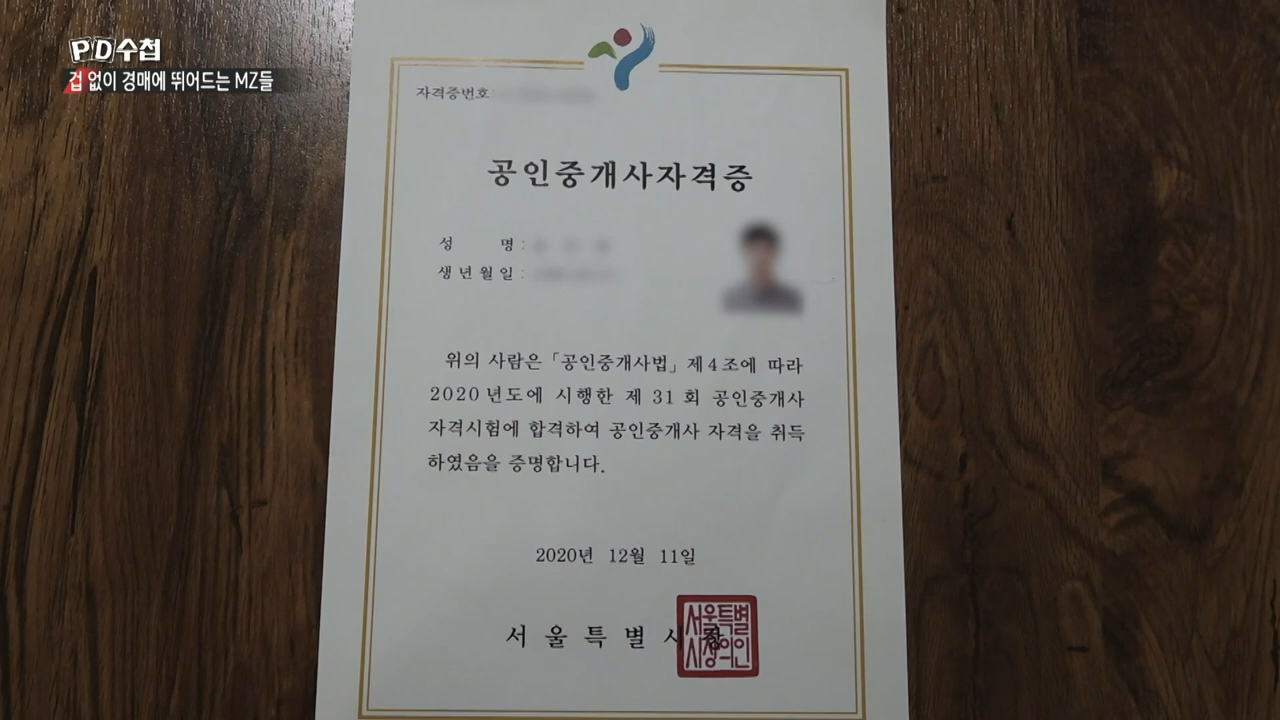 PD수첩
겁 없이 경매에 뛰어드는 MZ들
자격증번호
공인중개사자격증
성 명 :
생년월일 :
위의 사람은 「공인중개사법」 제4조에 따라
2020년도에 시행한 제31회 공인중개사
자격시험에 합격하여 공인중개사 자격을 취득
하였음을 증명합니다.
2020년 12월 11일
서울특별시장
서울특별
시장의인